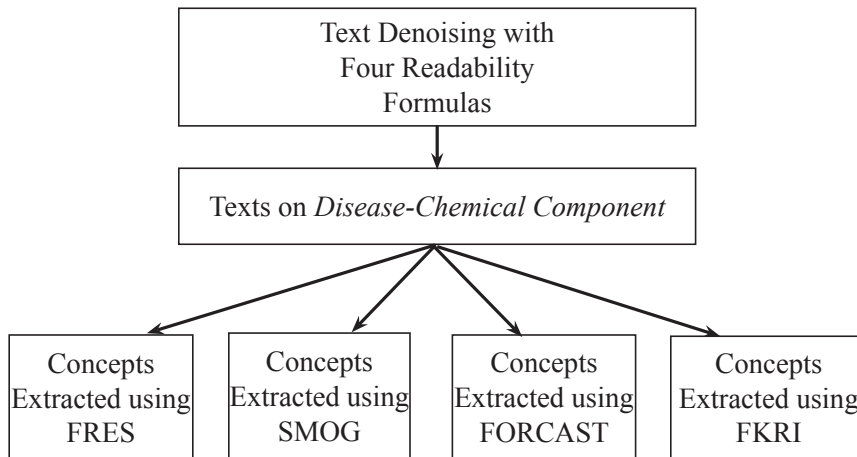 Text Denoising with
Four Readability
Formulas
Texts on Disease-Chemical Component
Concepts
Extracted using
FRES
Concepts
Extracted using
SMOG
Concepts
Extracted using
FORCAST
Concepts
Extracted using
FKRI